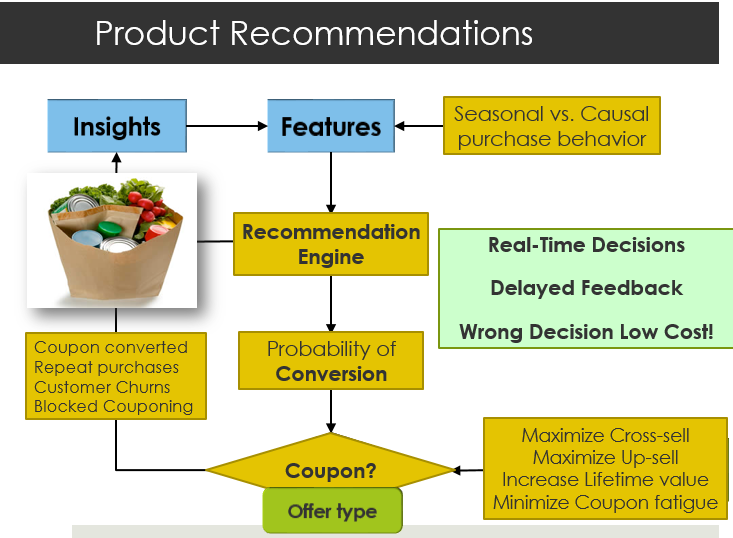 Product Recommendations
Insights
Features
Seasonal vs. Causal
purchase behavior
Recommendation
Engine
Real-Time Decisions
Delayed Feedback
Wrong Decision Low Cost!
Coupon converted
Repeat purchases
Customer Churns
Blocked Couponing
Probability of
Conversion
Coupon?
Offer type
Maximize Cross-sell
Maximize Up-sell
Increase Lifetime value
Minimize Coupon fatigue